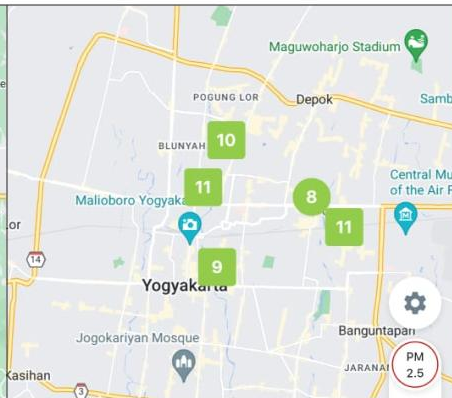 Maguwoharjo Stadium
POGUNG LOR
Depok
Samb
10
BLUNYAH
11
Malioboro Yogyaka
8
Central Mu
of the Air F
11
.or
14
9
Yogyakarta
Banguntapan
Jogokariyan Mosque
PM
2.5
JARANAN
Kasihan
3